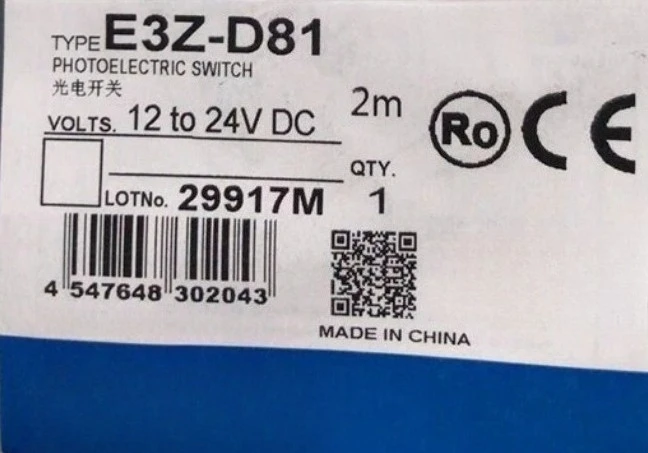 TYPE E3Z-D81
PHOTOELECTRIC SWITCH
光电开关
VOLTS. 12 to 24V DC
2m
Ro
CE
QTY.
LOTNo. 29917M
1
4 547648 302043
MADE IN CHINA